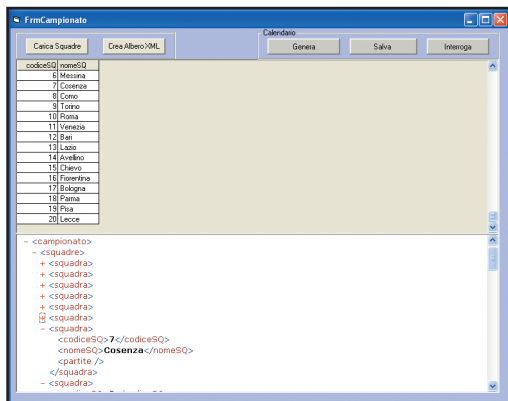 FrmCampionato
Calendario
Carica Squadre Crea Albero XML Genera Salva Interroga
codiceSQ nomeSQ
6 Messina
7 Cosenza
8 Como
9 Torino
10 Roma
11 Venezia
12 Bari
13 Lazio
14 Avellino
15 Chievo
16 Fiorentina
17 Bologna
18 Parma
19 Pisa
20 Lecce
- <campionato>
- <squadre>
+ <squadra>
+ <squadra>
+ <squadra>
+ <squadra>
+ <squadra>
+ <squadra>
- <squadra>
<codiceSQ>7</codiceSQ>
<nomeSQ>Cosenza</nomeSQ>
<partite />
</squadra>
- <squadra>